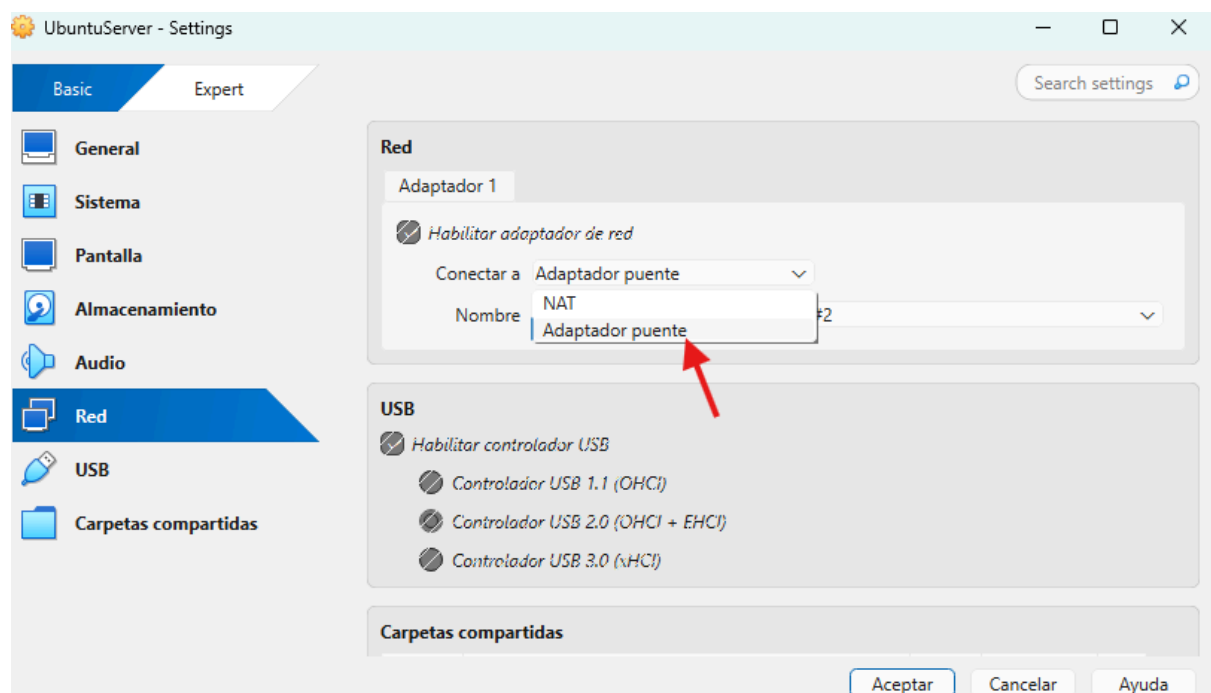 UbuntuServer - Settings
Basic
Expert
Search settings
General
Sistema
Pantalla
Almacenamiento
Audio
Red
USB
Carpetas compartidas
Red
Adaptador 1
Habilitar adaptador de red
Conectar a Adaptador puente
NAT
Nombre #2
Adaptador puente
USB
Habilitar controlador USB
Controlador USB 1.1 (OHCI)
Controlador USB 2.0 (OHCI + EHCI)
Controlador USB 3.0 (xHCI)
Carpetas compartidas
Aceptar
Cancelar
Ayuda